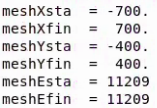 meshXsta = -700.
meshXfin = 700.
meshYsta = -400.
meshYfin = 400.
meshEsta = 11209
meshEfin = 11209